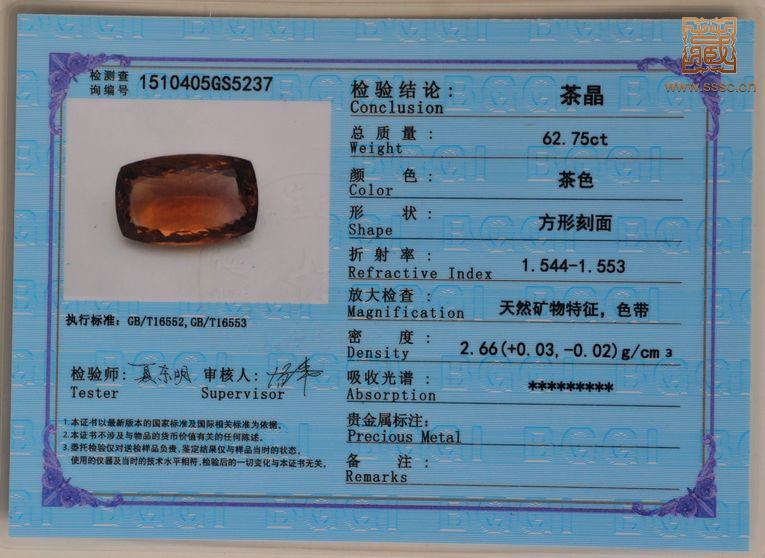 藏
www.sssc.cn
检测查询编号 1510405GS5237
检验结论: 茶晶
Conclusion
总质量: 62.75ct
Weight
颜色: 茶色
Color
形状: 方形刻面
Shape
折射率: 1.544-1.553
Refractive Index
放大检查: 天然矿物特征，色带
Magnification
密度: 2.66(+0.03,-0.02)g/cm³
Density
吸收光谱: *********
Absorption
贵金属标注:
Precious Metal
备注:
Remarks
执行标准: GB/T16552,GB/T16553
检验师: 审核人:
Tester Supervisor
1.本证书以最新版本的国家标准及国际相关标准为依据。
2.本证书不涉及与物品的货币价值有关的任何陈述。
3.委托检验仅对送检样品负责,鉴定结果仅与样品当时的状态,
使用的仪器及当时的技术水平相符,检验后的一切变化与本证书无关。